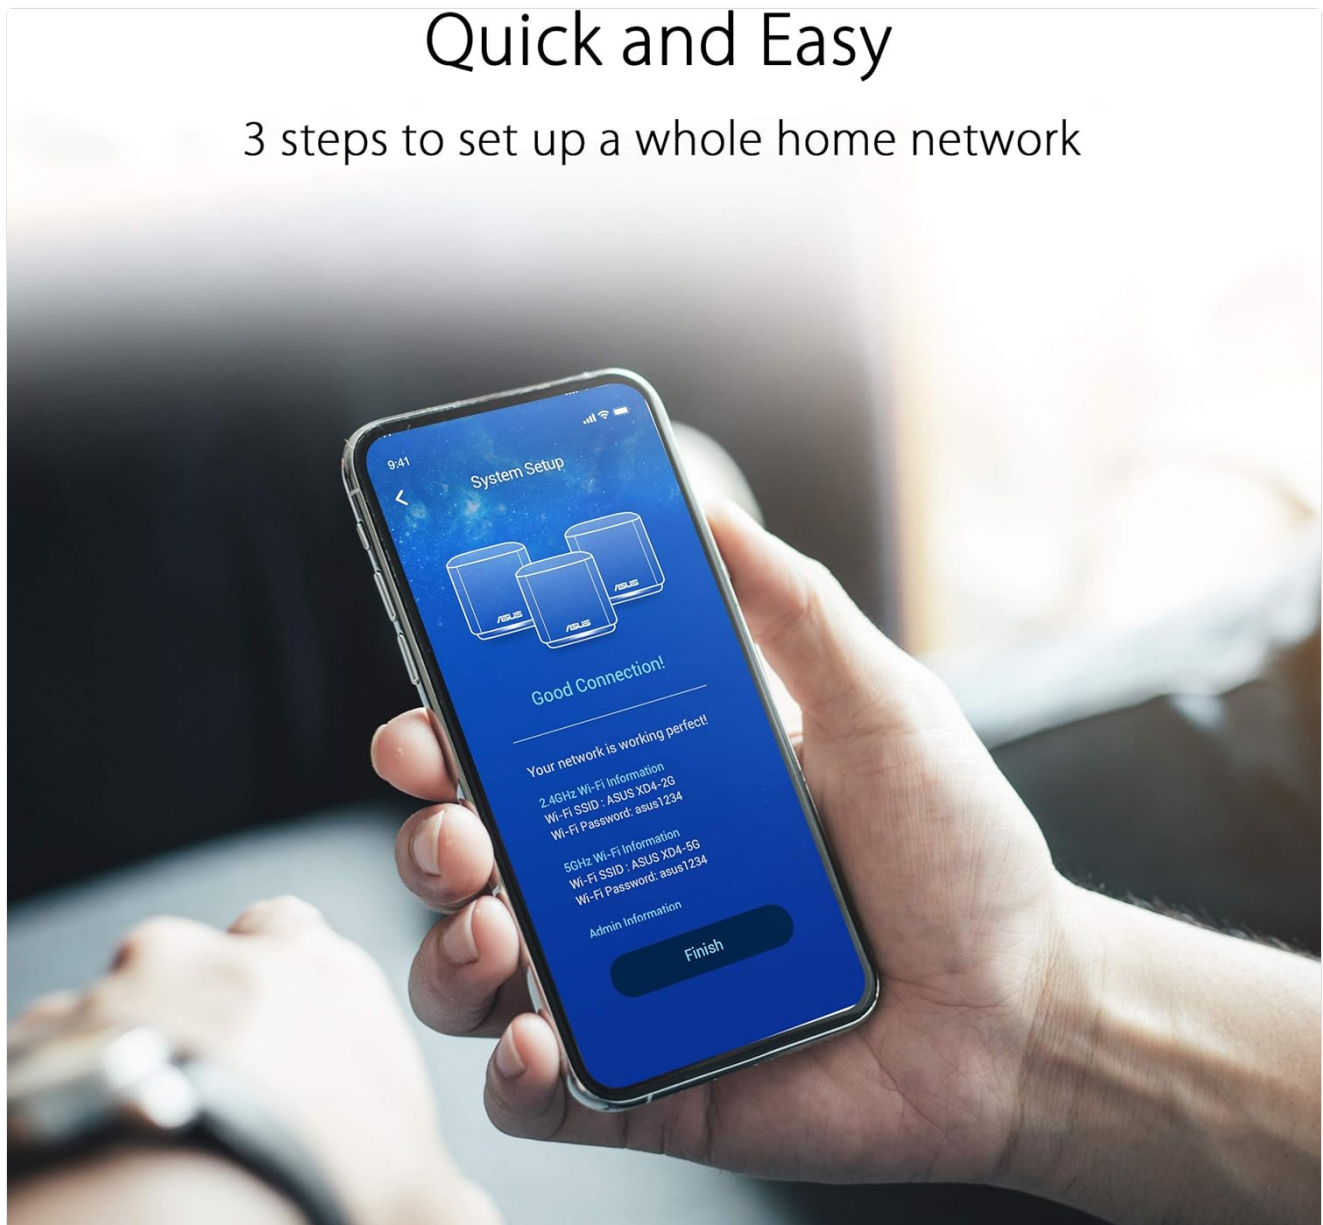 Quick and Easy
3 steps to set up a whole home network
9:41
System Setup
ASUS
ASUS
ASUS
Good Connection!
Your network is working perfect!
2.4GHz Wi-Fi Information
Wi-Fi SSID : ASUS XD4-2G
Wi-Fi Password: asus1234
5GHz Wi-Fi Information
Wi-Fi SSID : ASUS XD4-5G
Wi-Fi Password: asus1234
Admin Information
Finish